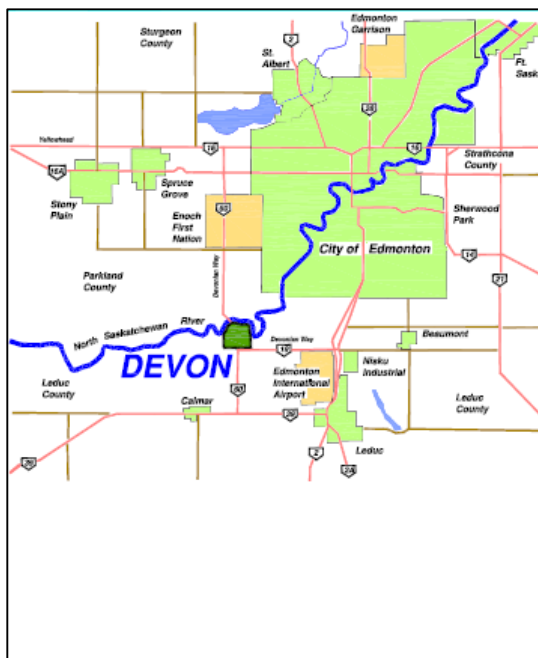 Sturgeon
County
2
Edmonton
Garrison
St.
Albert
Ft.
Sask
28
Yellowhead
16
16
16A
Strathcona
County
Spruce
Grove
Stony
Plain
60
Enoch
First
Nation
Sherwood
Park
City of Edmonton
14
21
Parkland
County
Devonian Way
North Saskatchewan River
DEVON
Devonian Way
19
Beaumont
Edmonton
International
Airport
Nisku
Industrial
Leduc
County
60
Calmar
39
Leduc
County
Leduc
39
2
2A